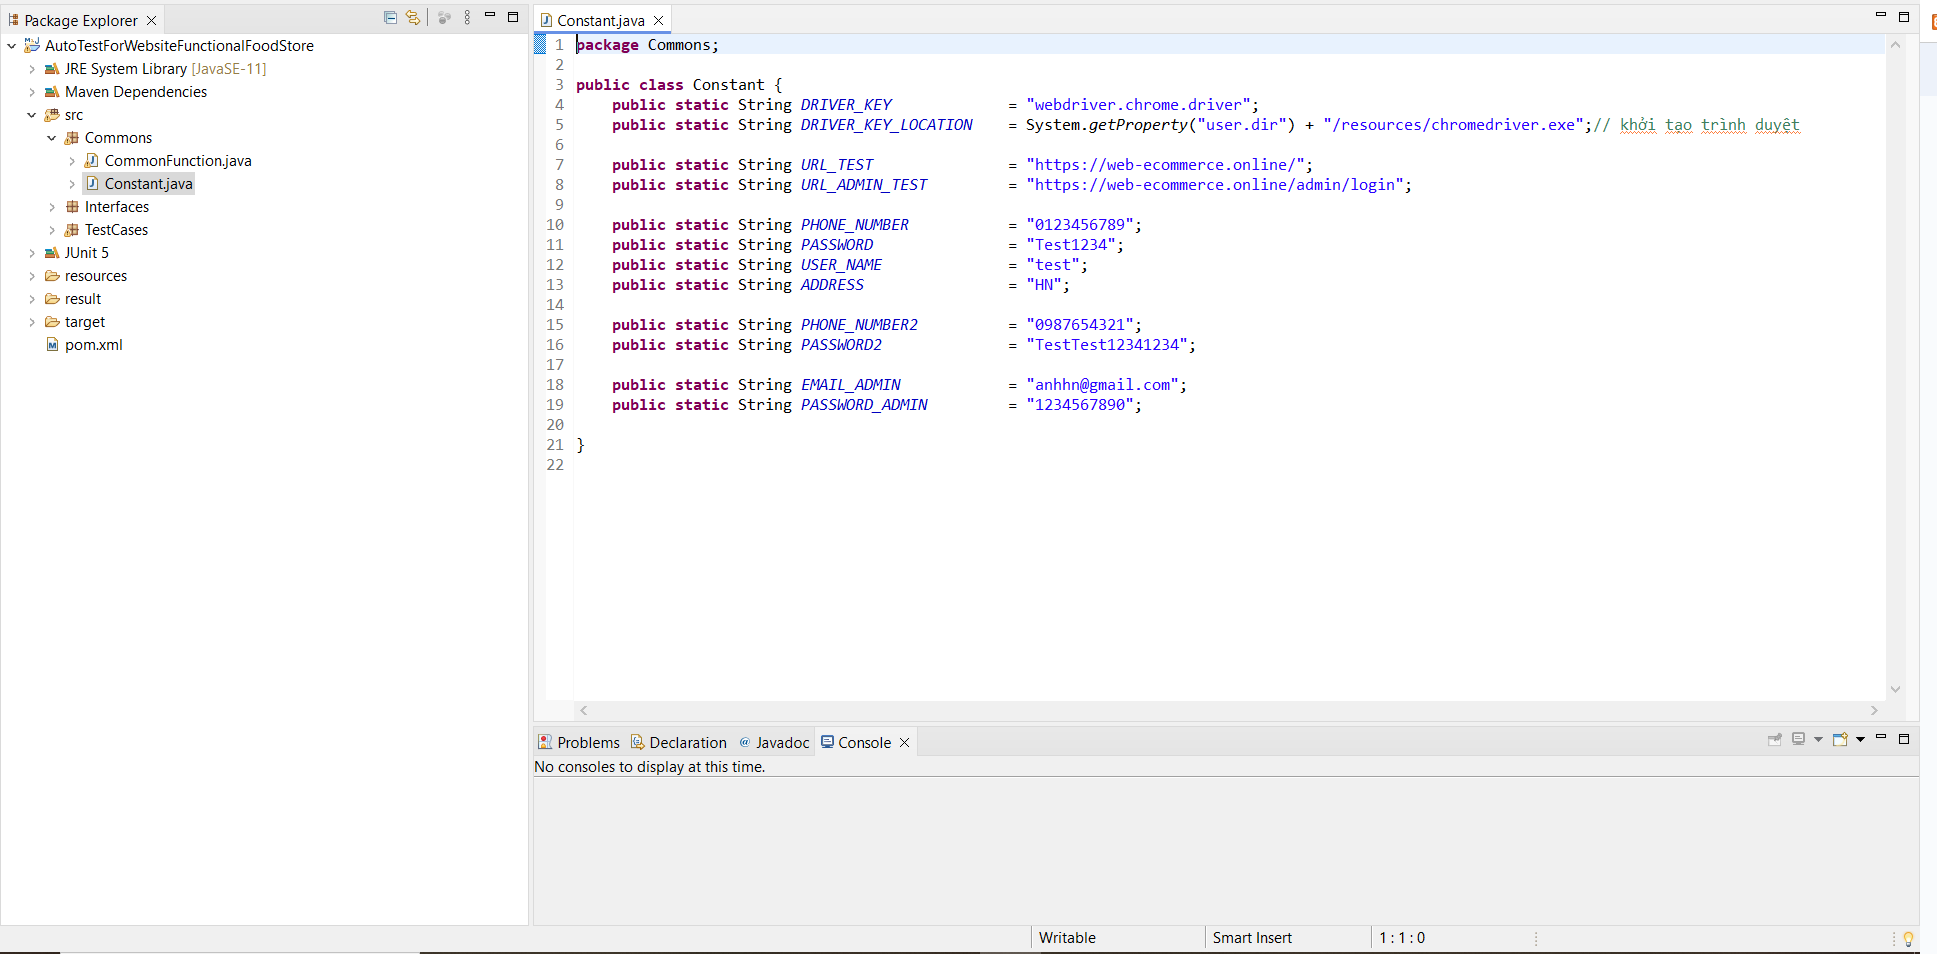 Package Explorer
AutoTestForWebsiteFunctionalFoodStore
JRE System Library [JavaSE-11]
Maven Dependencies
src
Commons
CommonFunction.java
Constant.java
Interfaces
TestCases
JUnit 5
resources
result
target
pom.xml
Constant.java
1 package Commons;
2
3 public class Constant {
4 public static String DRIVER_KEY = "webdriver.chrome.driver";
5 public static String DRIVER_KEY_LOCATION = System.getProperty("user.dir") + "/resources/chromedriver.exe";// khởi tạo trình duyệt
6
7 public static String URL_TEST = "https://web-ecommerce.online/";
8 public static String URL_ADMIN_TEST = "https://web-ecommerce.online/admin/login";
9
10 public static String PHONE_NUMBER = "0123456789";
11 public static String PASSWORD = "Test1234";
12 public static String USER_NAME = "test";
13 public static String ADDRESS = "HN";
14
15 public static String PHONE_NUMBER2 = "0987654321";
16 public static String PASSWORD2 = "TestTest12341234";
17
18 public static String EMAIL_ADMIN = "anhhn@gmail.com";
19 public static String PASSWORD_ADMIN = "1234567890";
20
21 }
22
Problems Declaration @ Javadoc Console
No consoles to display at this time.
Writable Smart Insert 1 : 1 : 0